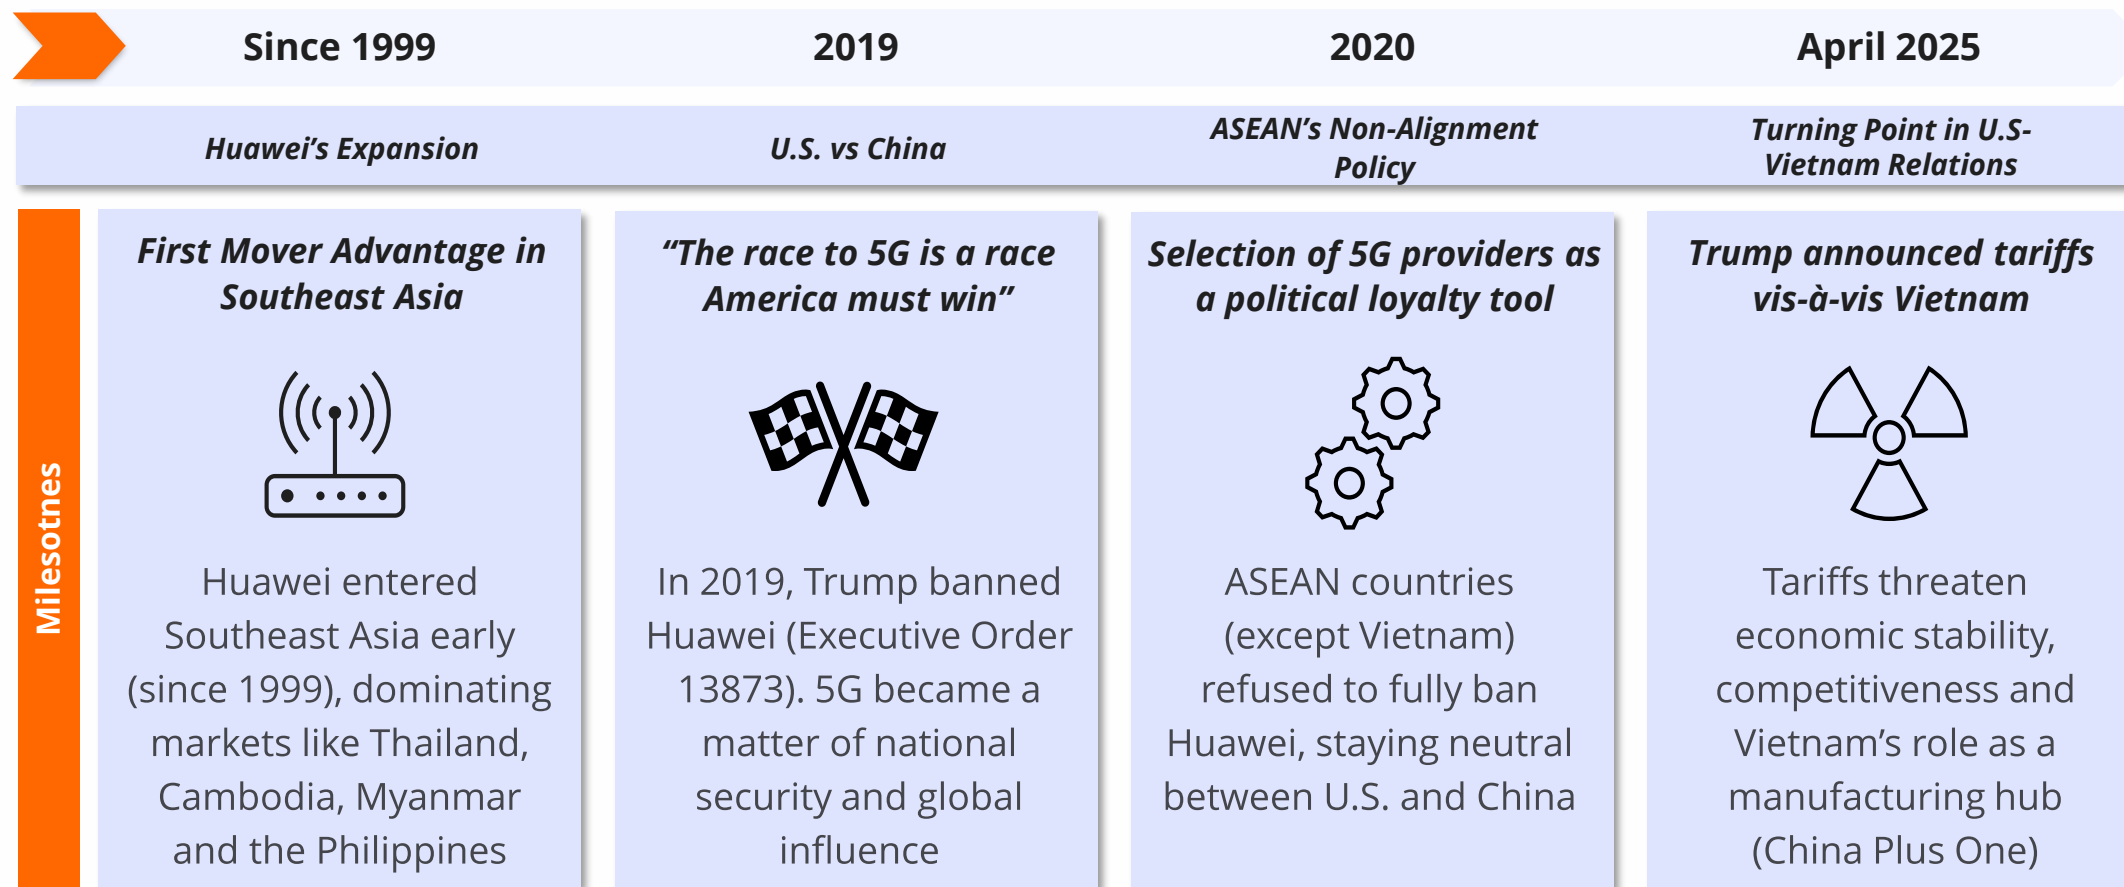 Since 1999
2019
2020
April 2025
Huawei's Expansion
U.S. vs China
ASEAN's Non-Alignment
Policy
Turning Point in U.S-
Vietnam Relations
Milesotnes
First Mover Advantage in
Southeast Asia
Huawei entered
Southeast Asia early
(since 1999), dominating
markets like Thailand,
Cambodia, Myanmar
and the Philippines
“The race to 5G is a race
America must win”
In 2019, Trump banned
Huawei (Executive Order
13873). 5G became a
matter of national
security and global
influence
Selection of 5G providers as
a political loyalty tool
ASEAN countries
(except Vietnam)
refused to fully ban
Huawei, staying neutral
between U.S. and China
Trump announced tariffs
vis-à-vis Vietnam
Tariffs threaten
economic stability,
competitiveness and
Vietnam's role as a
manufacturing hub
(China Plus One)